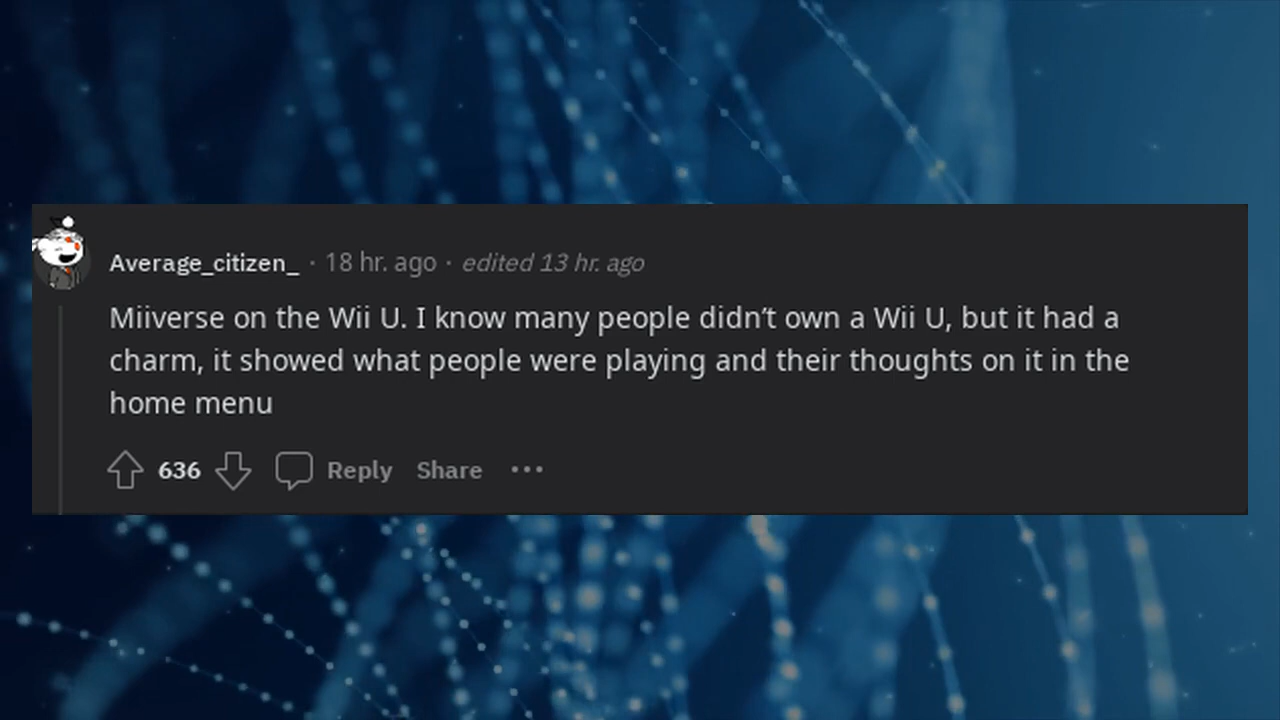 Average_citizen_ · 18 hr. ago · edited 13 hr. ago
Miiverse on the Wii U. I know many people didn’t own a Wii U, but it had a
charm, it showed what people were playing and their thoughts on it in the
home menu
636 Reply Share •••